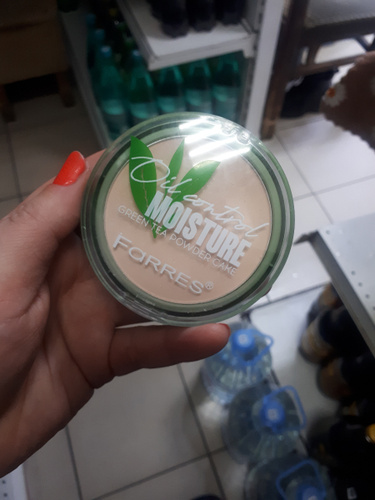 Oil control
MOISTURE
GREEN TEA POWDER CAKE
FORRES®